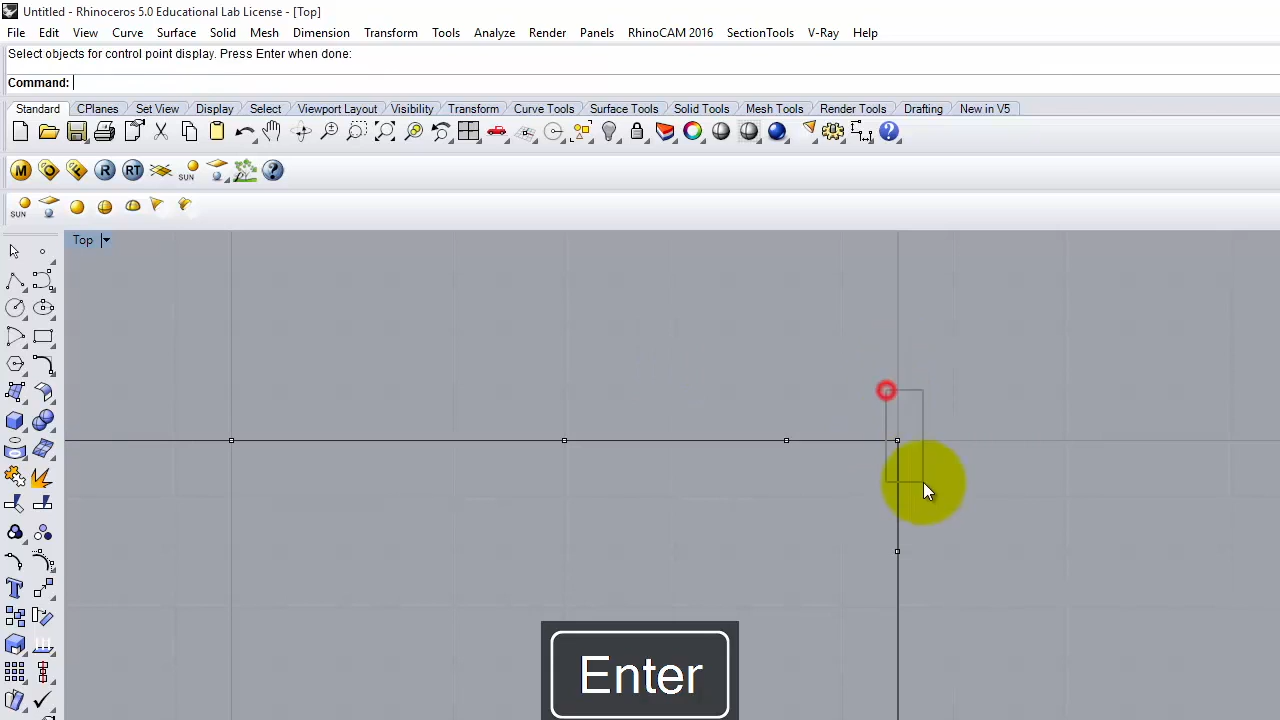 Untitled - Rhinoceros 5.0 Educational Lab License - [Top]
File Edit View Curve Surface Solid Mesh Dimension Transform Tools Analyze Render Panels RhinoCAM 2016 SectionTools V-Ray Help
Select objects for control point display. Press Enter when done:
Command:
Standard CPlanes Set View Display Select Viewport Layout Visibility Transform Curve Tools Surface Tools Solid Tools Mesh Tools Render Tools Drafting New in V5
M O F R RT SUN ?
SUN
Top
Enter